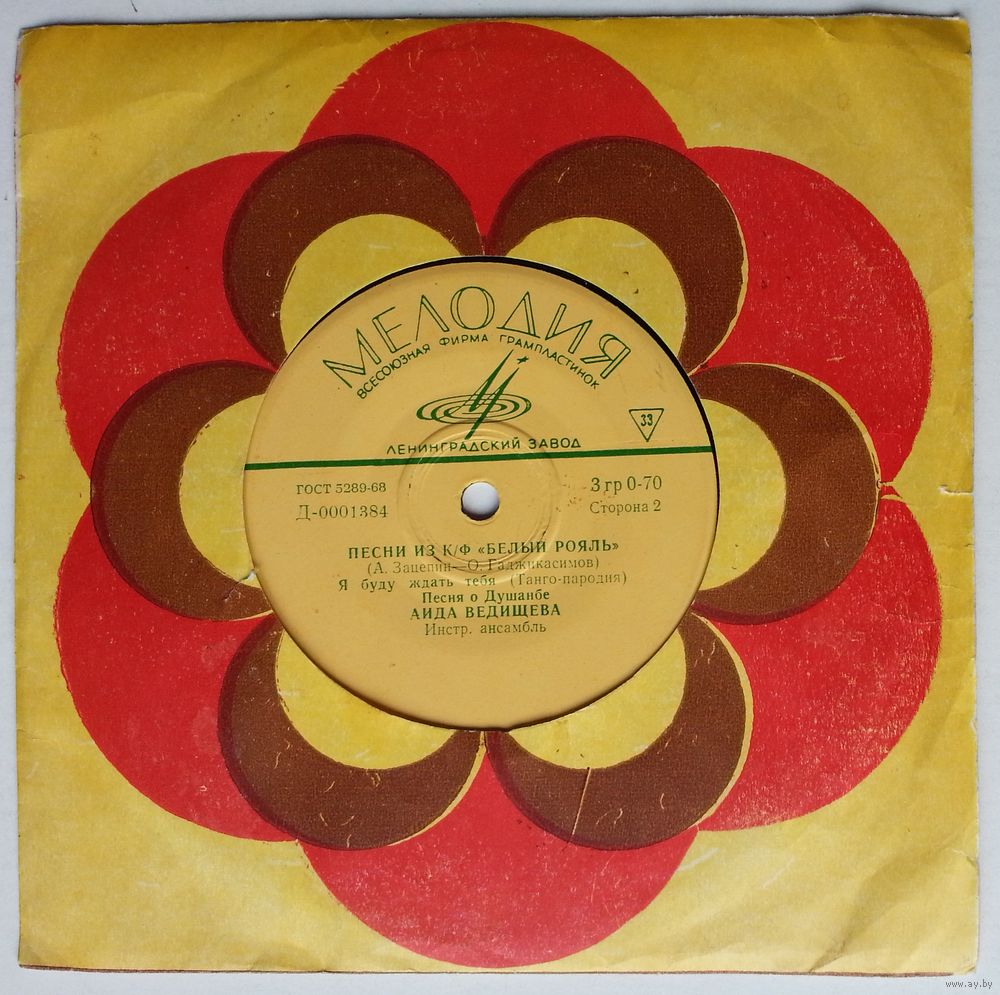 МЕЛОДИЯ
ВСЕСОЮЗНАЯ ФИРМА ГРАМПЛАСТИНОК
33
ЛЕНИНГРАДСКИЙ ЗАВОД
ГОСТ 5289-68
3 гр 0-70
Д-0001384
Сторона 2
ПЕСНИ ИЗ К/Ф «БЕЛЫЙ РОЯЛЬ»
(А. Зацепин—О. Гаджикасимов)
Я буду ждать тебя (Танго-пародия)
Песня о Душанбе
АИДА ВЕДИЩЕВА
Инстр. ансамбль
www.ay.by